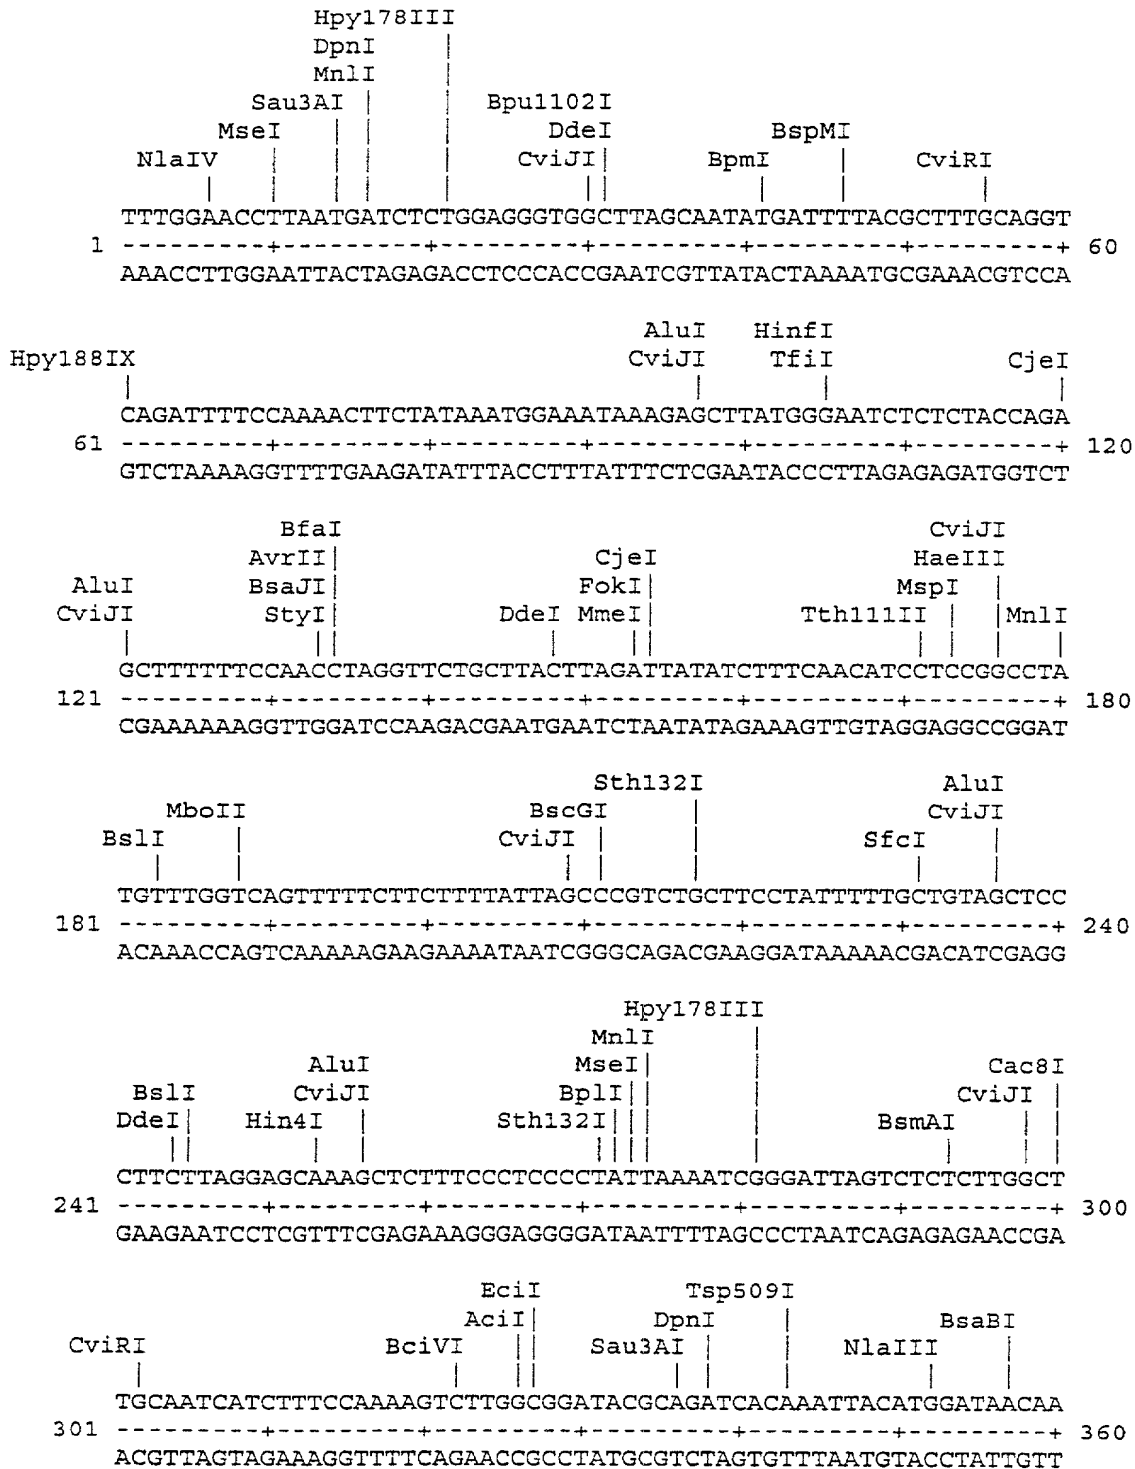 Hpy178III
DpnI
MnlI
Sau3AI Bpu1102I
MseI DdeI BspMI
NlaIV CviJI BpmI CviRI
TTTGGAACCTTAATGATCTCTGGAGGGTGGCTTAGCAATATGATTTTACGCTTTGCAGGT
1 ---------+---------+---------+---------+---------+---------+ 60
AAACCTTGGAATTACTAGAGACCTCCCACCGAATCGTTATACTAAAATGCGAAACGTCCA
AluI HinfI
Hpy188IX CviJI TfiI CjeI
CAGATTTTCCAAAACTTCTATAAATGGAAATAAAGAGCTTATGGGAATCTCTCTACCAGA
61 ---------+---------+---------+---------+---------+---------+ 120
GTCTAAAAGGTTTTGAAGATATTTACCTTTATTTCTCGAATACCCTTAGAGAGATGGTCT
BfaI CviJI
AvrII CjeI HaeIII
AluI BsaJI FokI MspI
CviJI StyI DdeI MmeI Tth111II MnlI
GCTTTTTTCCAACCTAGGTTCTGCTTACTTAGATTATATCTTTCAACATCCTCCGGCCTA
121 ---------+---------+---------+---------+---------+---------+ 180
CGAAAAAAGGTTGGATCCAAGACGAATGAATCTAATATAGAAAGTTGTAGGAGGCCGGAT
Sth132I AluI
MboII BscGI CviJI
BslI CviJI SfcI
TGTTTGGTCAGTTTTTCTTCTTTTATTAGCCCGTCTGCTTCCTATTTTTGCTGTAGCTCC
181 ---------+---------+---------+---------+---------+---------+ 240
ACAAACCAGTCAAAAAGAAGAAAATAATCGGGCAGACGAAGGATAAAAACGACATCGAGG
Hpy178III
MnlI
AluI MseI Cac8I
BslI CviJI BplI CviJI
DdeI Hin4I Sth132I BsmAI
CTTCTTAGGAGCAAAGCTCTTTCCCTCCCCTATTAAAATCGGGATTAGTCTCTCTTGGCT
241 ---------+---------+---------+---------+---------+---------+ 300
GAAGAATCCTCGTTTCGAGAAAGGGAGGGGATAATTTTAGCCCTAATCAGAGAGAACCGA
EciI Tsp509I
AciI DpnI BsaBI
CviRI BciVI Sau3AI NlaIII
TGCAATCATCTTTCCAAAAGTCTTGGCGGATACGCAGATCACAAATTACATGGATAACAA
301 ---------+---------+---------+---------+---------+---------+ 360
ACGTTAGTAGAAAGGTTTTCAGAACCGCCTATGCGTCTAGTGTTTAATGTACCTATTGTT